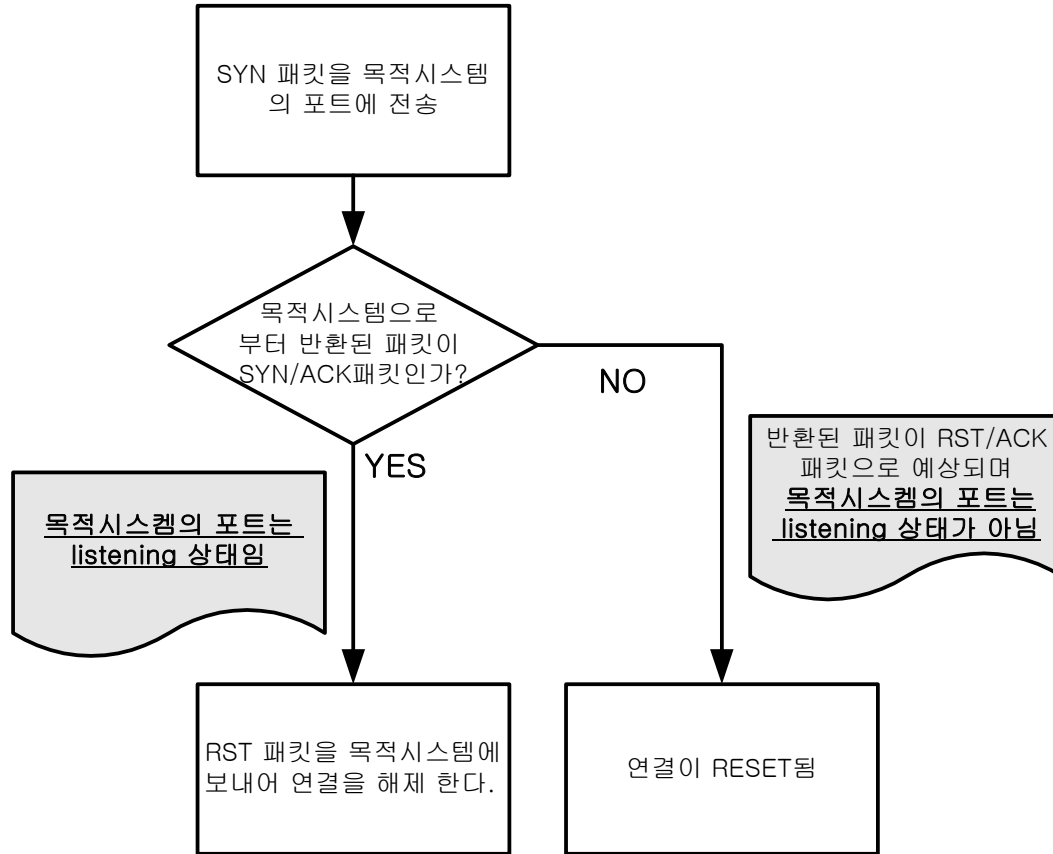 SYN 패킷을 목적시스템
의 포트에 전송
목적시스템으로
부터 반환된 패킷이
SYN/ACK패킷인가?
NO
YES
반환된 패킷이 RST/ACK
패킷으로 예상되며
목적시스켐의 포트는
listening 상태가 아님
목적시스켐의 포트는
listening 상태임
RST 패킷을 목적시스템에
보내어 연결을 해제 한다.
연결이 RESET됨